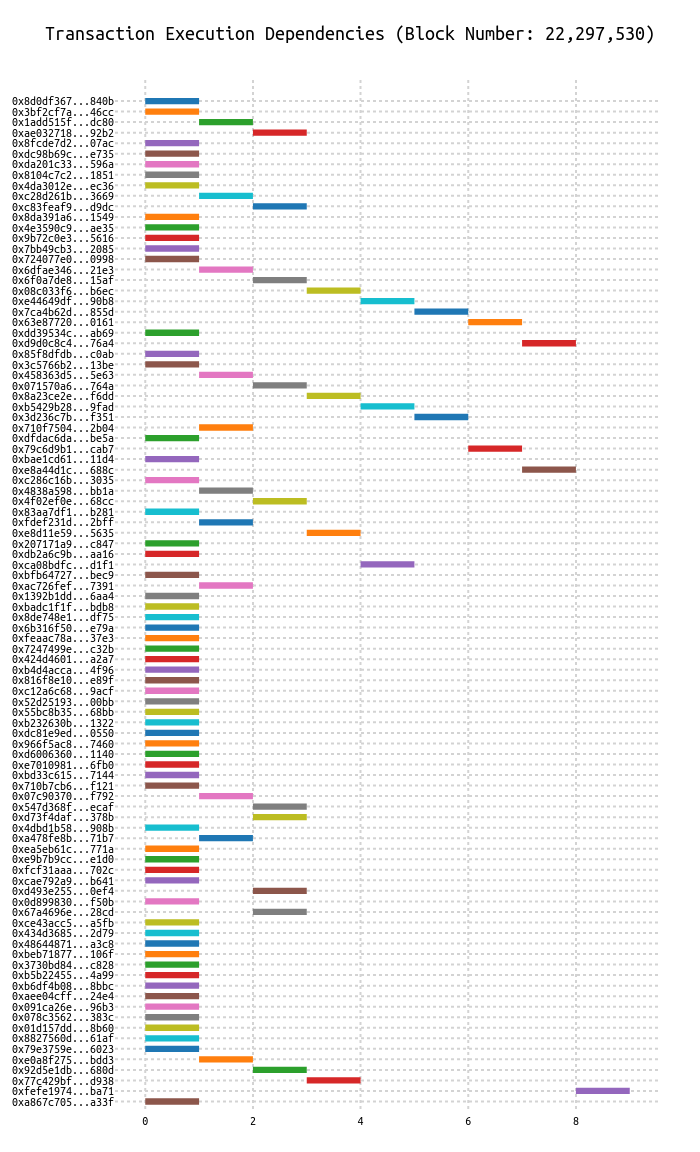 Transaction Execution Dependencies (Block Number: 22,297,530)
0x8d0df367...840b
0x3bf2cf7a...46cc
0x1add515f...dc80
0xae032718...92b2
0x8fcde7d2...07ac
0xdc98b69c...e735
0xda201c33...596a
0x8104c7c2...1851
0x4da3012e...ec36
0xc28d261b...3669
0xc83feaf9...d9dc
0x8da391a6...1549
0x4e3590c9...ae35
0x9b72c0e3...5616
0x7bb49cb3...2085
0x724077e0...0998
0x6dfae346...21e3
0x6f0a7de8...15af
0x08c033f6...b6ec
0xe44649df...90b8
0x7ca4b62d...855d
0x63e87720...0161
0xdd39534c...ab69
0xd9d0c8c4...76a4
0x85f8dfdb...c0ab
0x3c5766b2...13be
0x458363d5...5e63
0x071570a6...764a
0x8a23ce2e...f6dd
0xb5429b28...9fad
0x3d236c7b...f351
0x710f7504...2b04
0xdfdac6da...be5a
0x79c6d9b1...cab7
0xbae1cd61...11d4
0xe8a44d1c...688c
0xc286c16b...3035
0x4838a598...bb1a
0x4f02ef0e...68cc
0x83aa7df1...b281
0xfdef231d...2bff
0xe8d11e59...5635
0x207171a9...c847
0xdb2a6c9b...aa16
0xca08bdfc...d1f1
0xbfb64727...bec9
0xac726fef...7391
0x1392b1dd...6aa4
0xbadc1f1f...bdb8
0x8de748e1...df75
0x6b316f50...e79a
0xfeaac78a...37e3
0x7247499e...c32b
0x424d4601...a2a7
0xb4d4acca...4f96
0x816f8e10...e89f
0xc12a6c68...9acf
0x52d25193...00bb
0x55bc8b35...68bb
0xb232630b...1322
0xdc81e9ed...0550
0x966f5ac8...7460
0xd6006360...1140
0xe7010981...6fb0
0xbd33c615...7144
0x710b7cb6...f121
0x07c90370...f792
0x547d368f...ecaf
0xd73f4daf...378b
0x4dbd1b58...908b
0xa478fe8b...71b7
0xea5eb61c...771a
0xe9b7b9cc...e1d0
0xfcf31aaa...702c
0xcae792a9...b641
0xd493e255...0ef4
0x0d899830...f50b
0x67a4696e...28cd
0xce43acc5...a5fb
0x434d3685...2d79
0x48644871...a3c8
0xbeb71877...106f
0x3730bd84...c828
0xb5b22455...4a99
0xb6df4b08...8bbc
0xaee04cff...24e4
0x091ca26e...96b3
0x078c3562...383c
0x01d157dd...8b60
0x8827560d...61af
0x79e3759e...6023
0xe0a8f275...bdd3
0x92d5e1db...680d
0x77c429bf...d938
0xfefe1974...ba71
0xa867c705...a33f
0 2 4 6 8